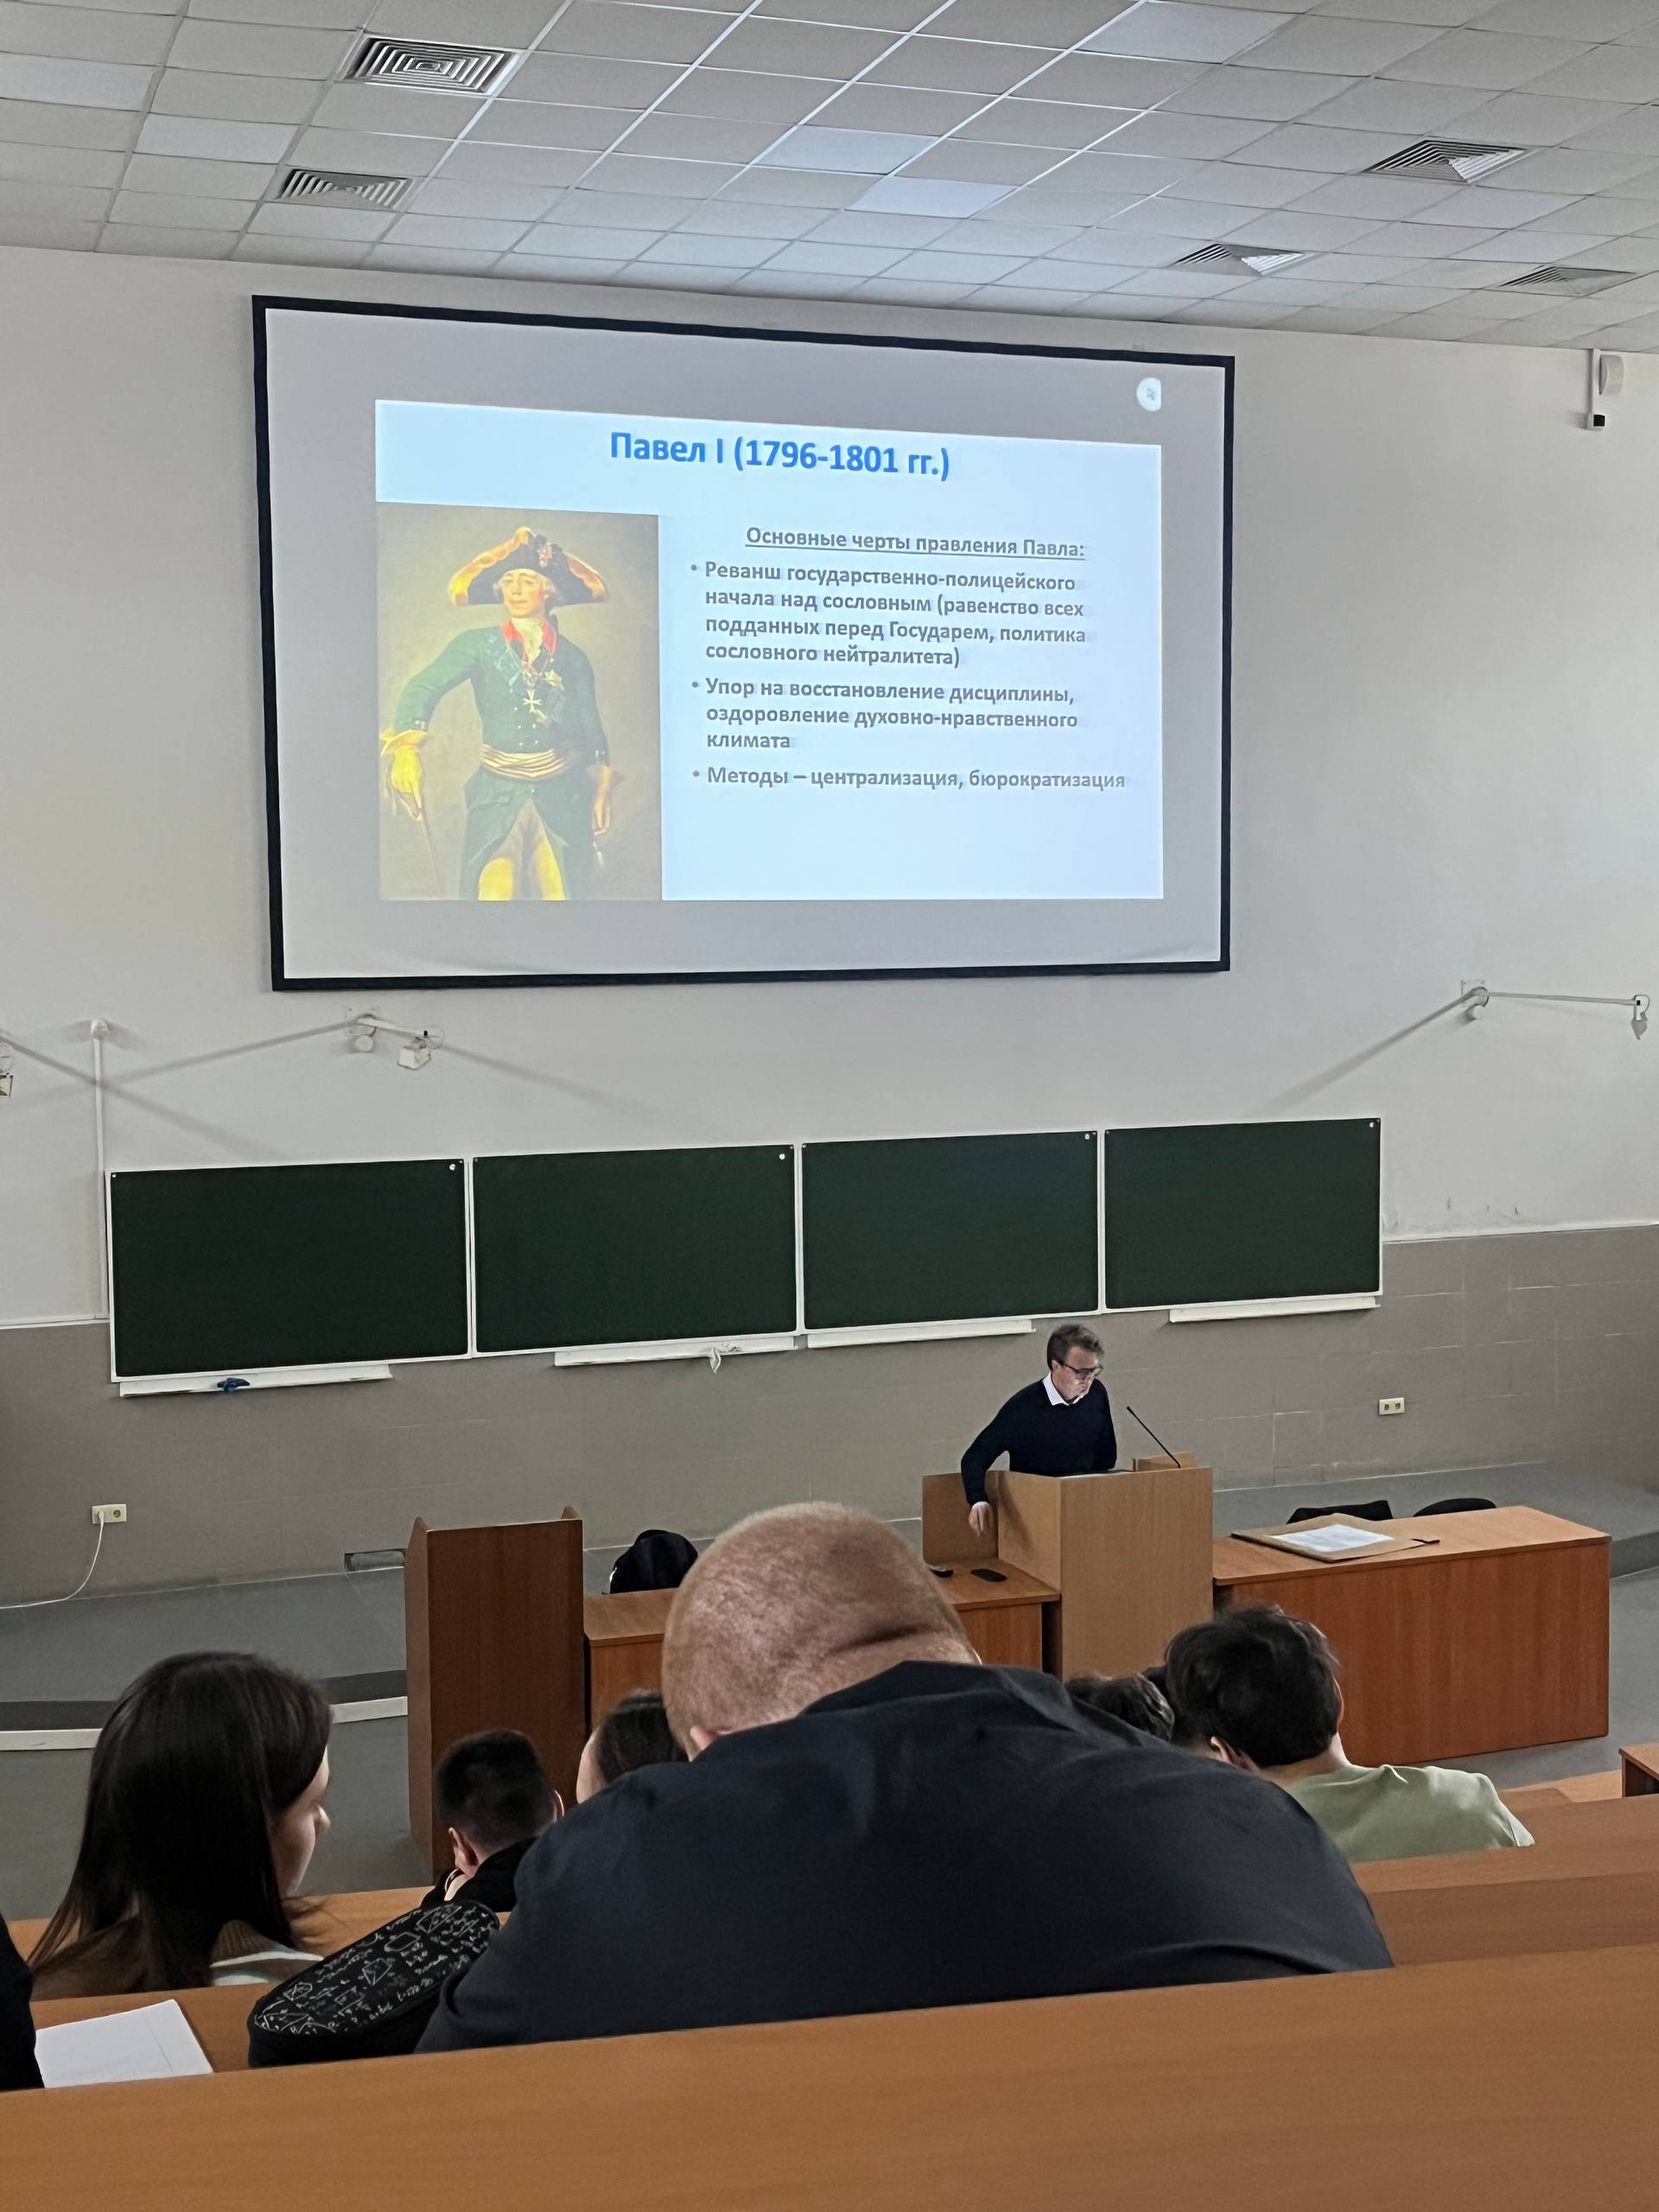 Павел I (1796-1801 гг.)
Основные черты правления Павла:
• Реванш государственно-полицейского
начала над сословным (равенство всех
подданных перед Государем, политика
сословного нейтралитета)
• Упор на восстановление дисциплины,
оздоровление духовно-нравственного
климата
• Методы – централизация, бюрократизация